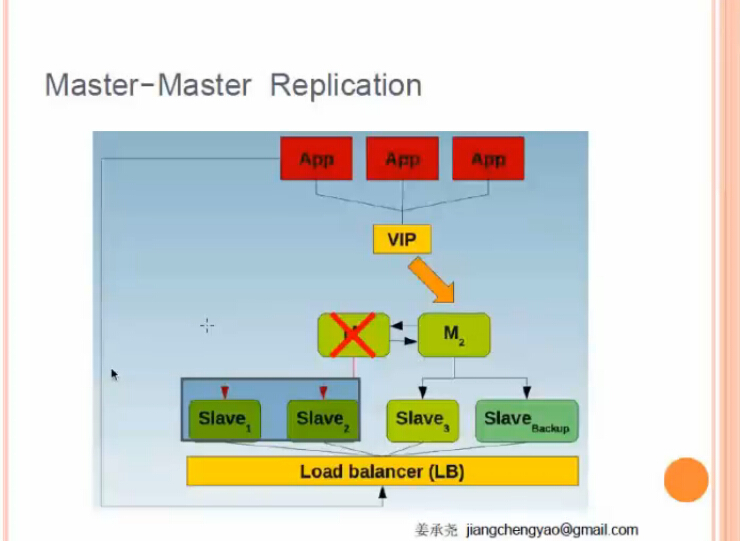 Master-Master Replication
App App App
VIP
M2
Slave1 Slave2 Slave3 SlaveBackup
Load balancer (LB)
姜承尧 jiangchengyao@gmail.com